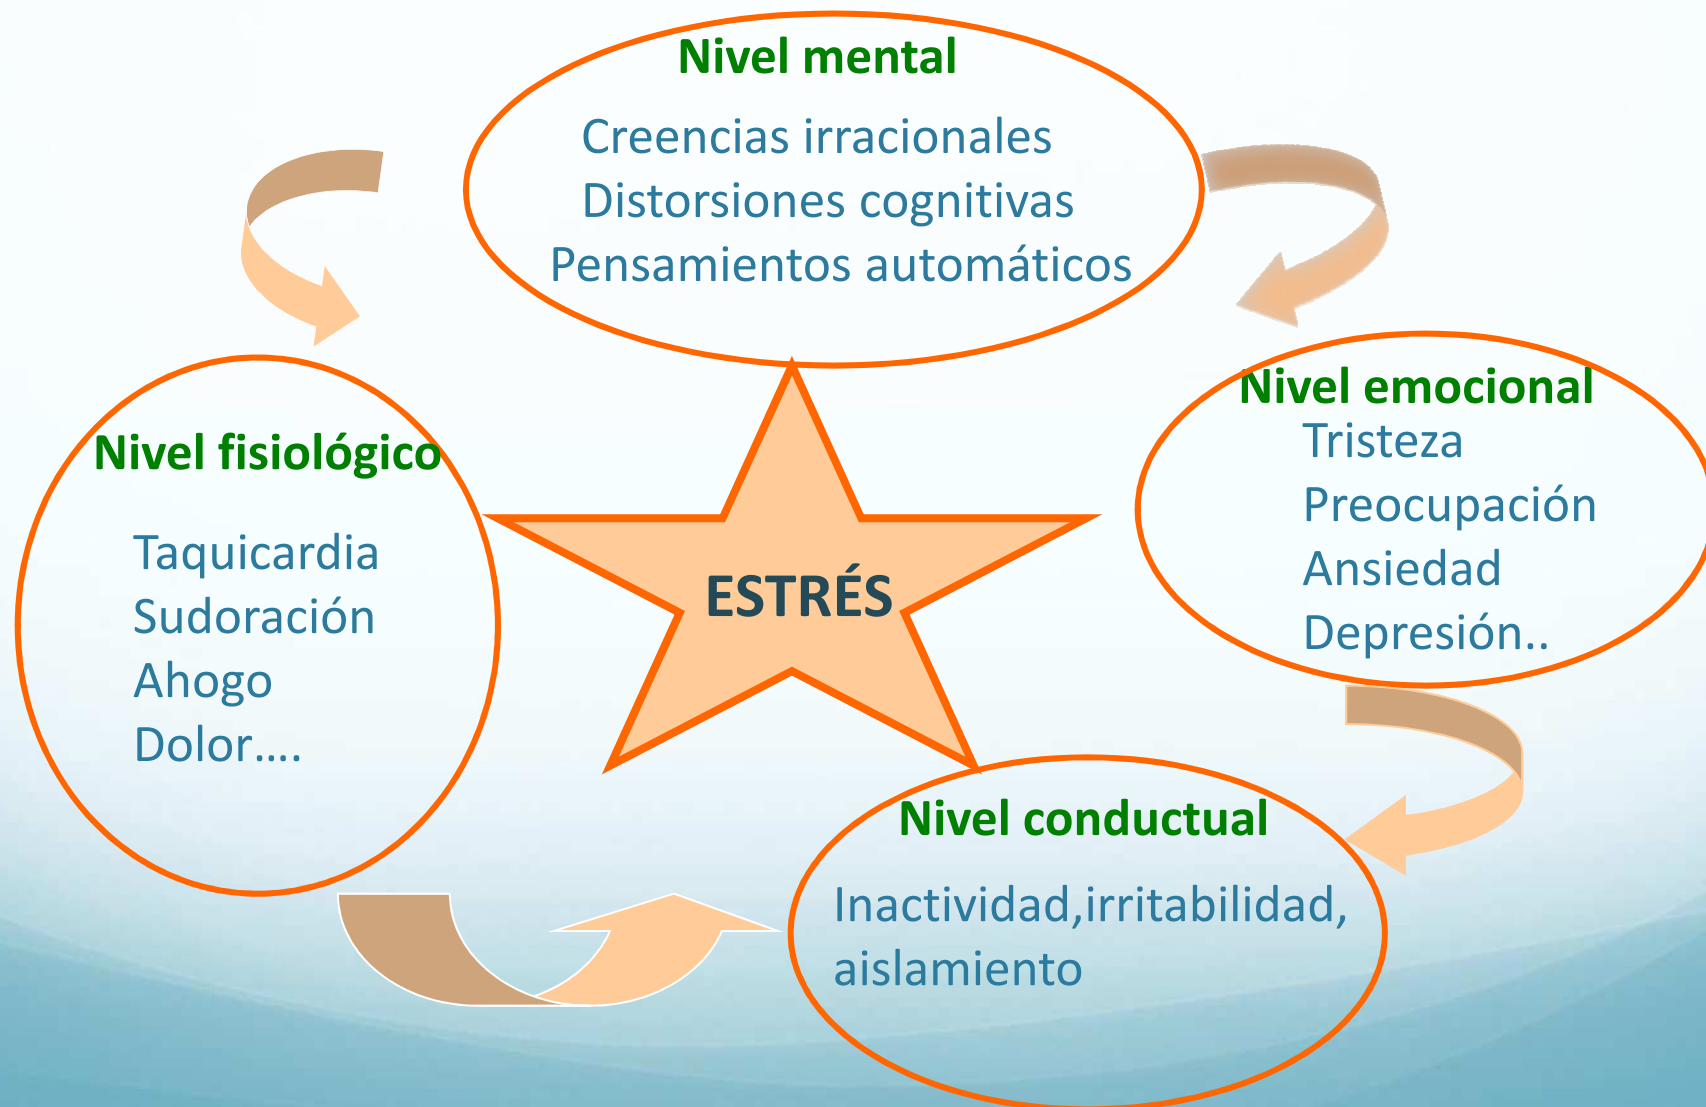 Nivel mental
Creencias irracionales
Distorsiones cognitivas
Pensamientos automáticos
Nivel fisiológico
Taquicardia
Sudoración
Ahogo
Dolor....
ESTRÉS
Nivel emocional
Tristeza
Preocupación
Ansiedad
Depresión..
Nivel conductual
Inactividad,irritabilidad,
aislamiento